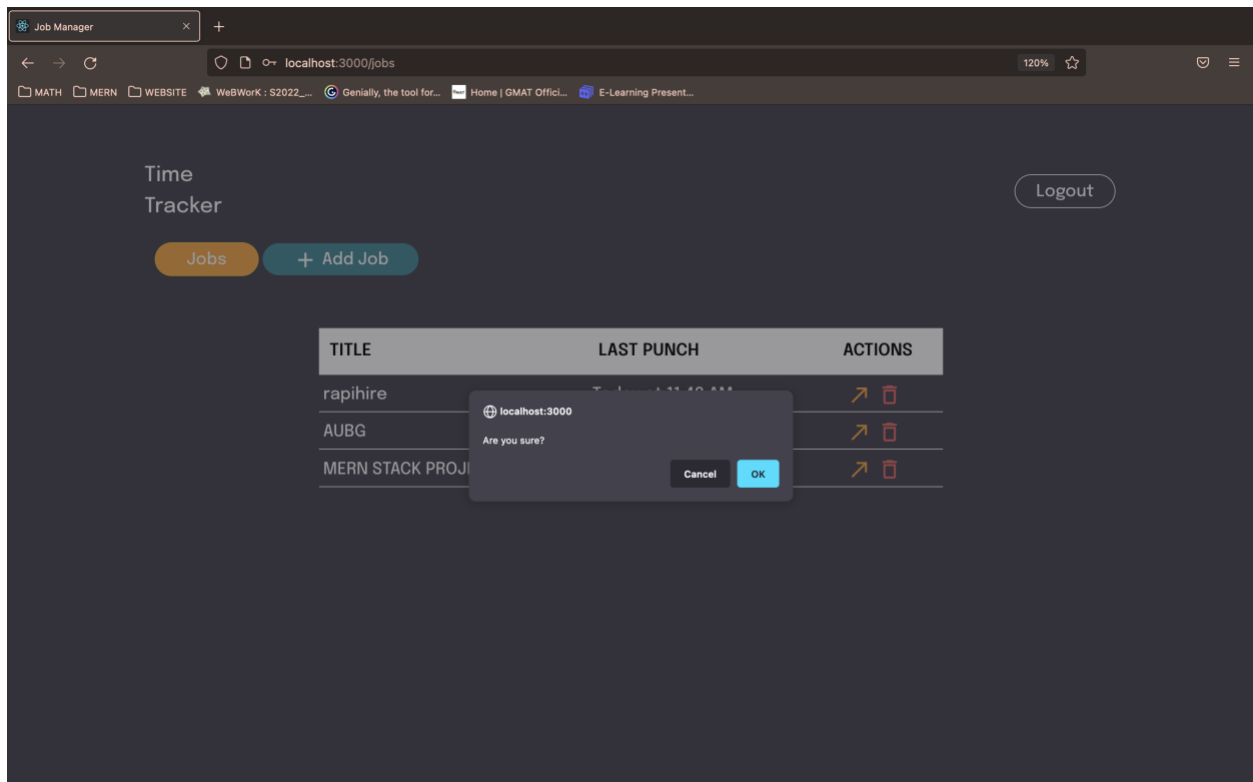 Job Manager
localhost:3000/jobs 120%
MATH MERN WEBSITE WeBWorK : S2022_... Genially, the tool for... Home | GMAT Offici... E-Learning Present...
Time
Tracker
Logout
Jobs + Add Job
TITLE LAST PUNCH ACTIONS
rapihire
localhost:3000
AUBG
Are you sure?
MERN STACK PROJ
Cancel OK